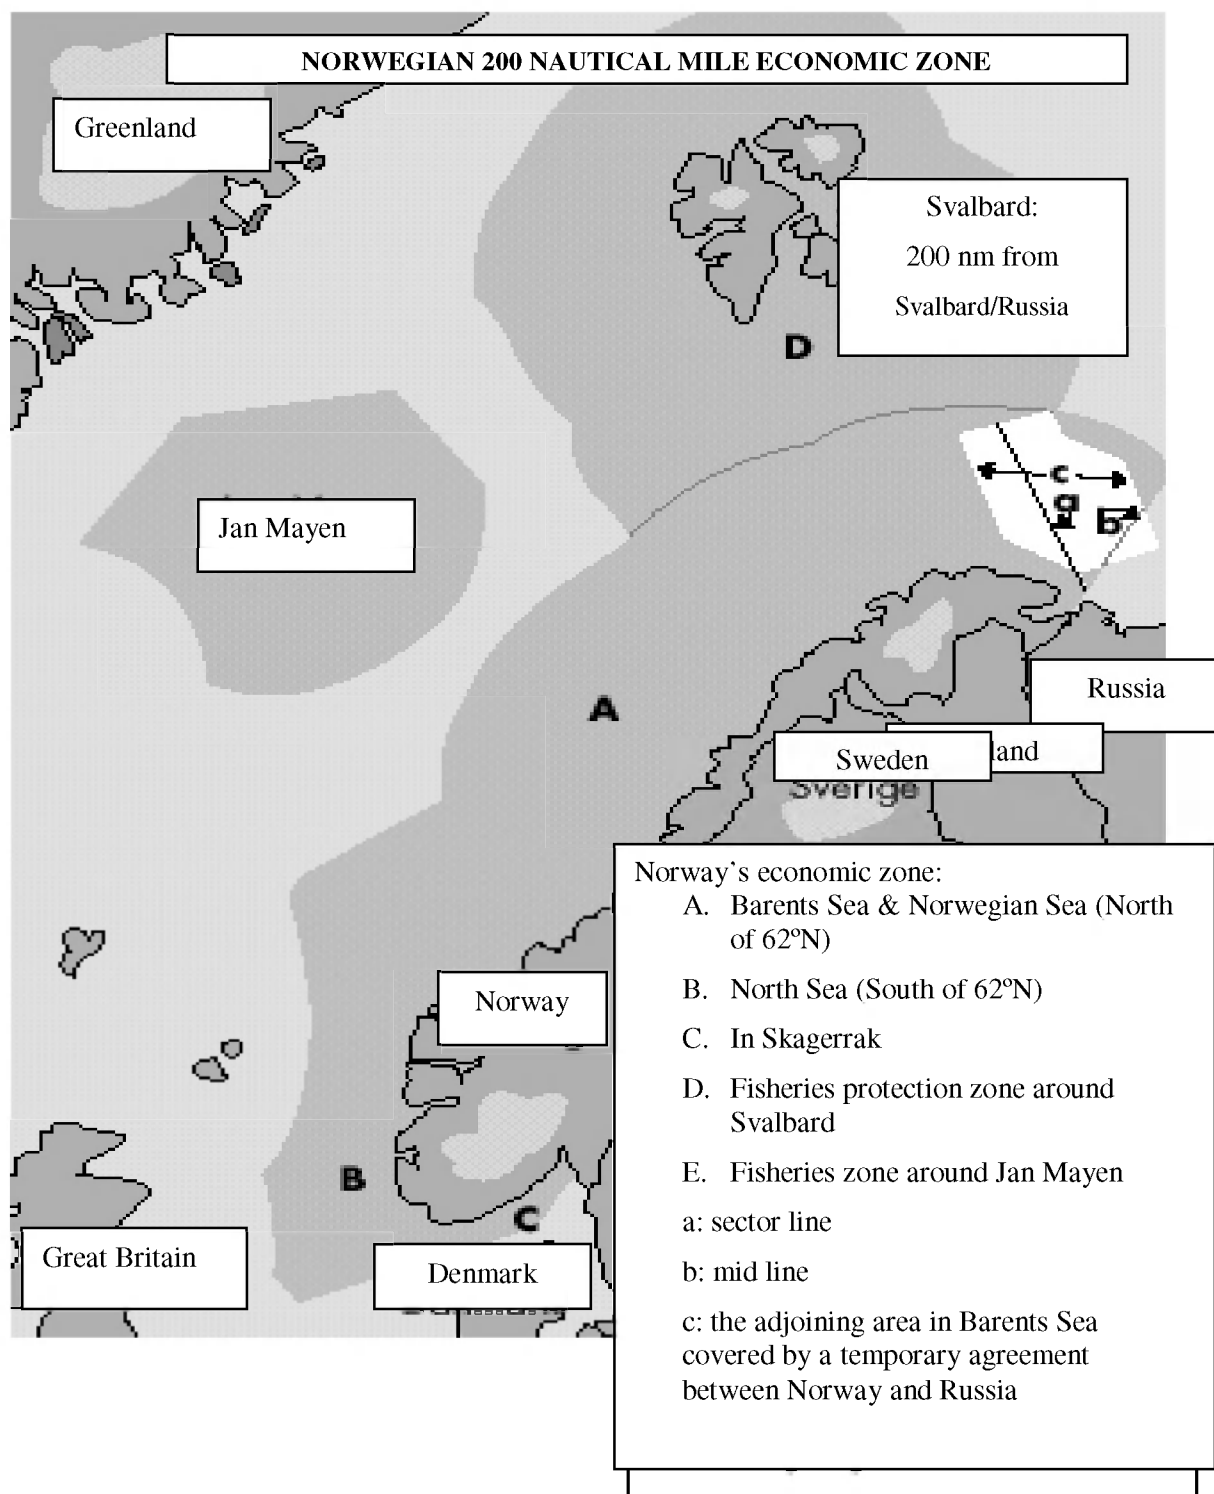 NORWEGIAN 200 NAUTICAL MILE ECONOMIC ZONE
Greenland
Svalbard:
200 nm from
Svalbard/Russia
D
c
a
b
Jan Mayen
A
Russia
land
Sweden
Sverige
Norway's economic zone:
A. Barents Sea & Norwegian Sea (North
of 62ºN)
B. North Sea (South of 62ºN)
C. In Skagerrak
D. Fisheries protection zone around
Svalbard
E. Fisheries zone around Jan Mayen
a: sector line
b: mid line
c: the adjoining area in Barents Sea
covered by a temporary agreement
between Norway and Russia
Norway
B
C
Great Britain
Denmark